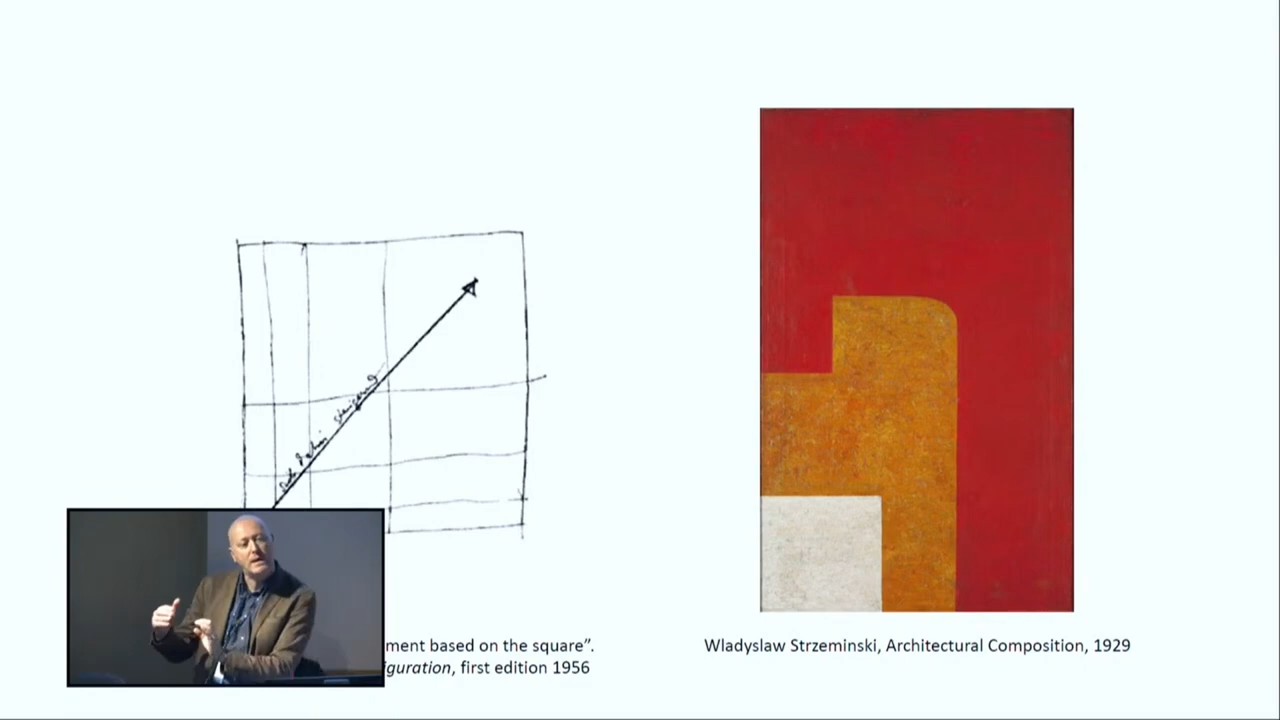 ment based on the square”.
iguration, first edition 1956
Wladyslaw Strzeminski, Architectural Composition, 1929